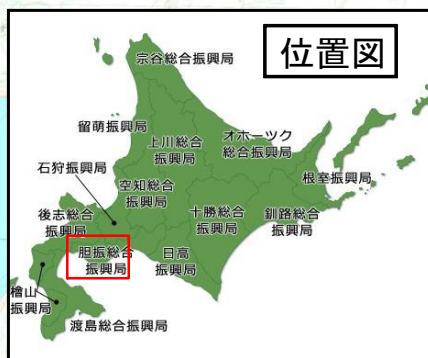 位置図
宗谷総合振興局
留萌振興局
上川総合
振興局
オホーツク
総合振興局
石狩振興局
空知総合
振興局
根室振興局
後志総合
振興局
十勝総合
振興局
釧路総合
振興局
胆振総合
振興局
日高
振興局
檜山
振興局
渡島総合振興局